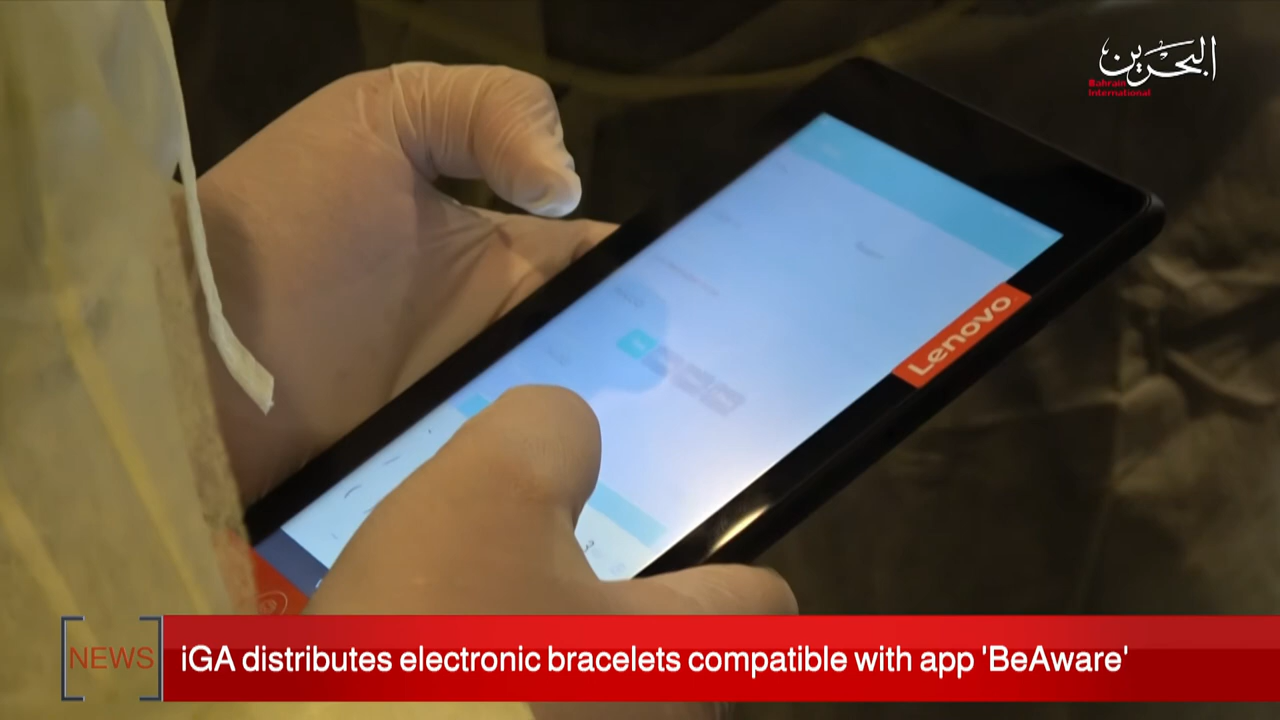 البحرين
Bahrain
International
Lenovo
NEWS
iGA distributes electronic bracelets compatible with app 'BeAware'